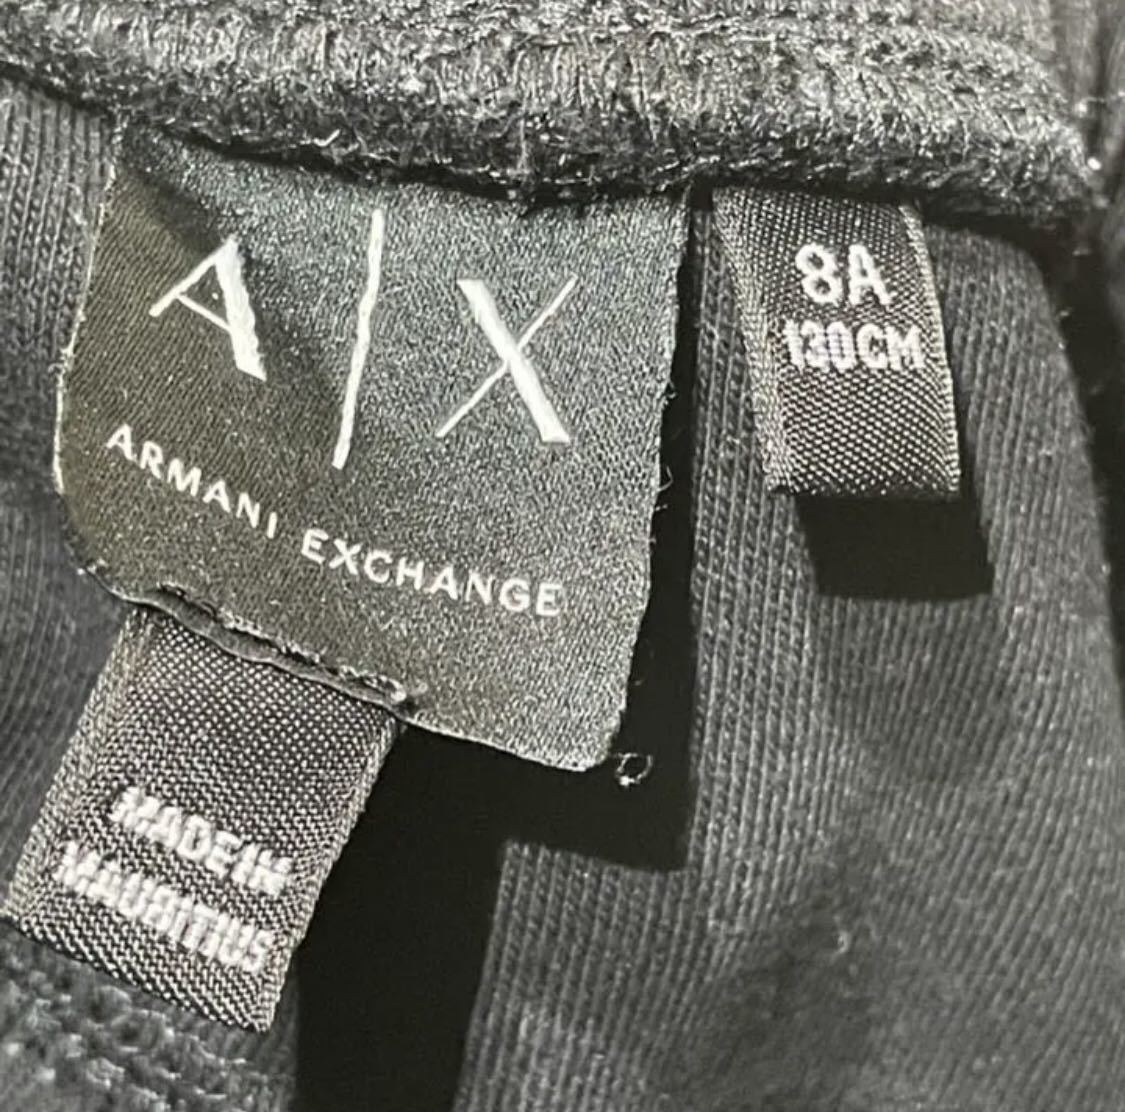 A|X
ARMANI EXCHANGE
8A
130CM
MADE IN
MAURITIUS